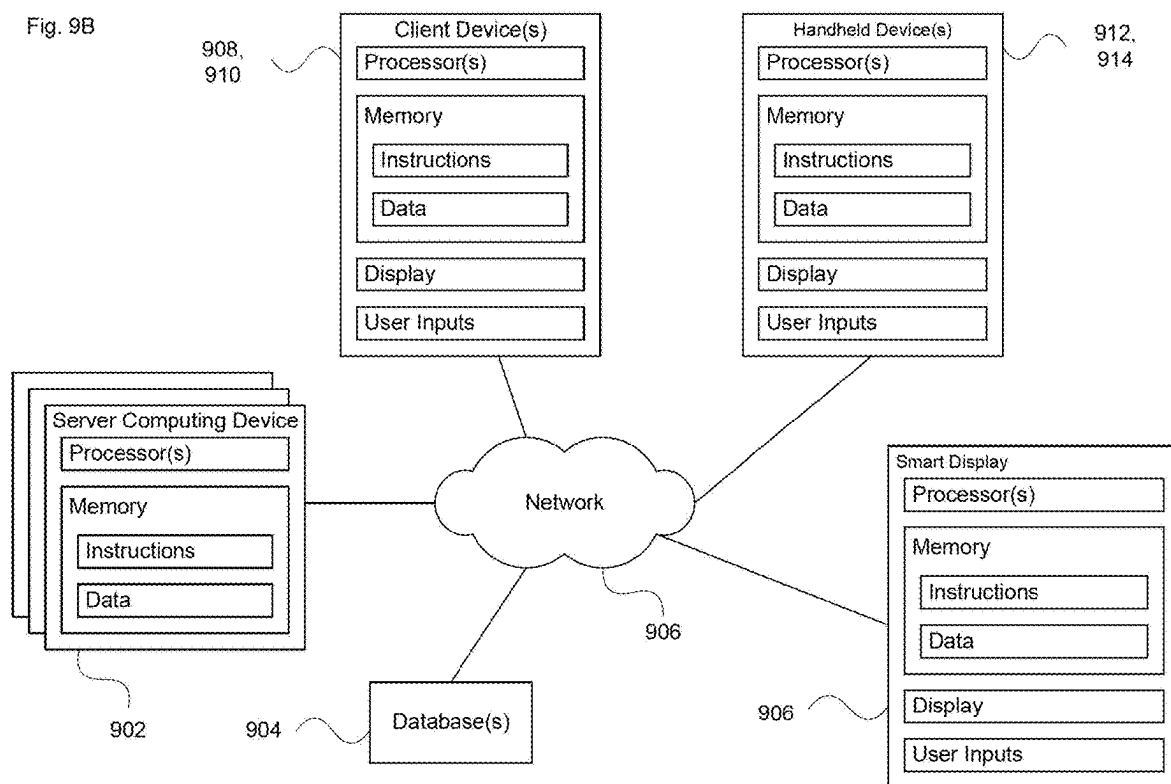 Fig. 9B
908,
910
Client Device(s)
Processor(s)
Memory
Instructions
Data
Display
User Inputs
Handheld Device(s)
Processor(s)
Memory
Instructions
Data
Display
User Inputs
912,
914
Server Computing Device
Processor(s)
Memory
Instructions
Data
902
Network
906
904
Database(s)
Smart Display
Processor(s)
Memory
Instructions
Data
Display
User Inputs
906